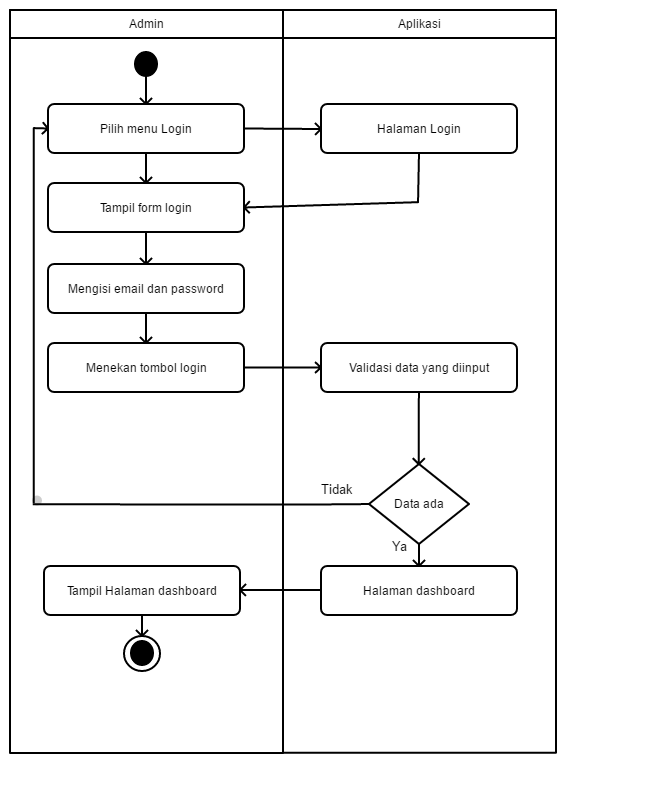 Admin
Aplikasi
Pilih menu Login
Halaman Login
Tampil form login
Mengisi email dan password
Menekan tombol login
Validasi data yang diinput
Tidak
Data ada
Ya
Tampil Halaman dashboard
Halaman dashboard